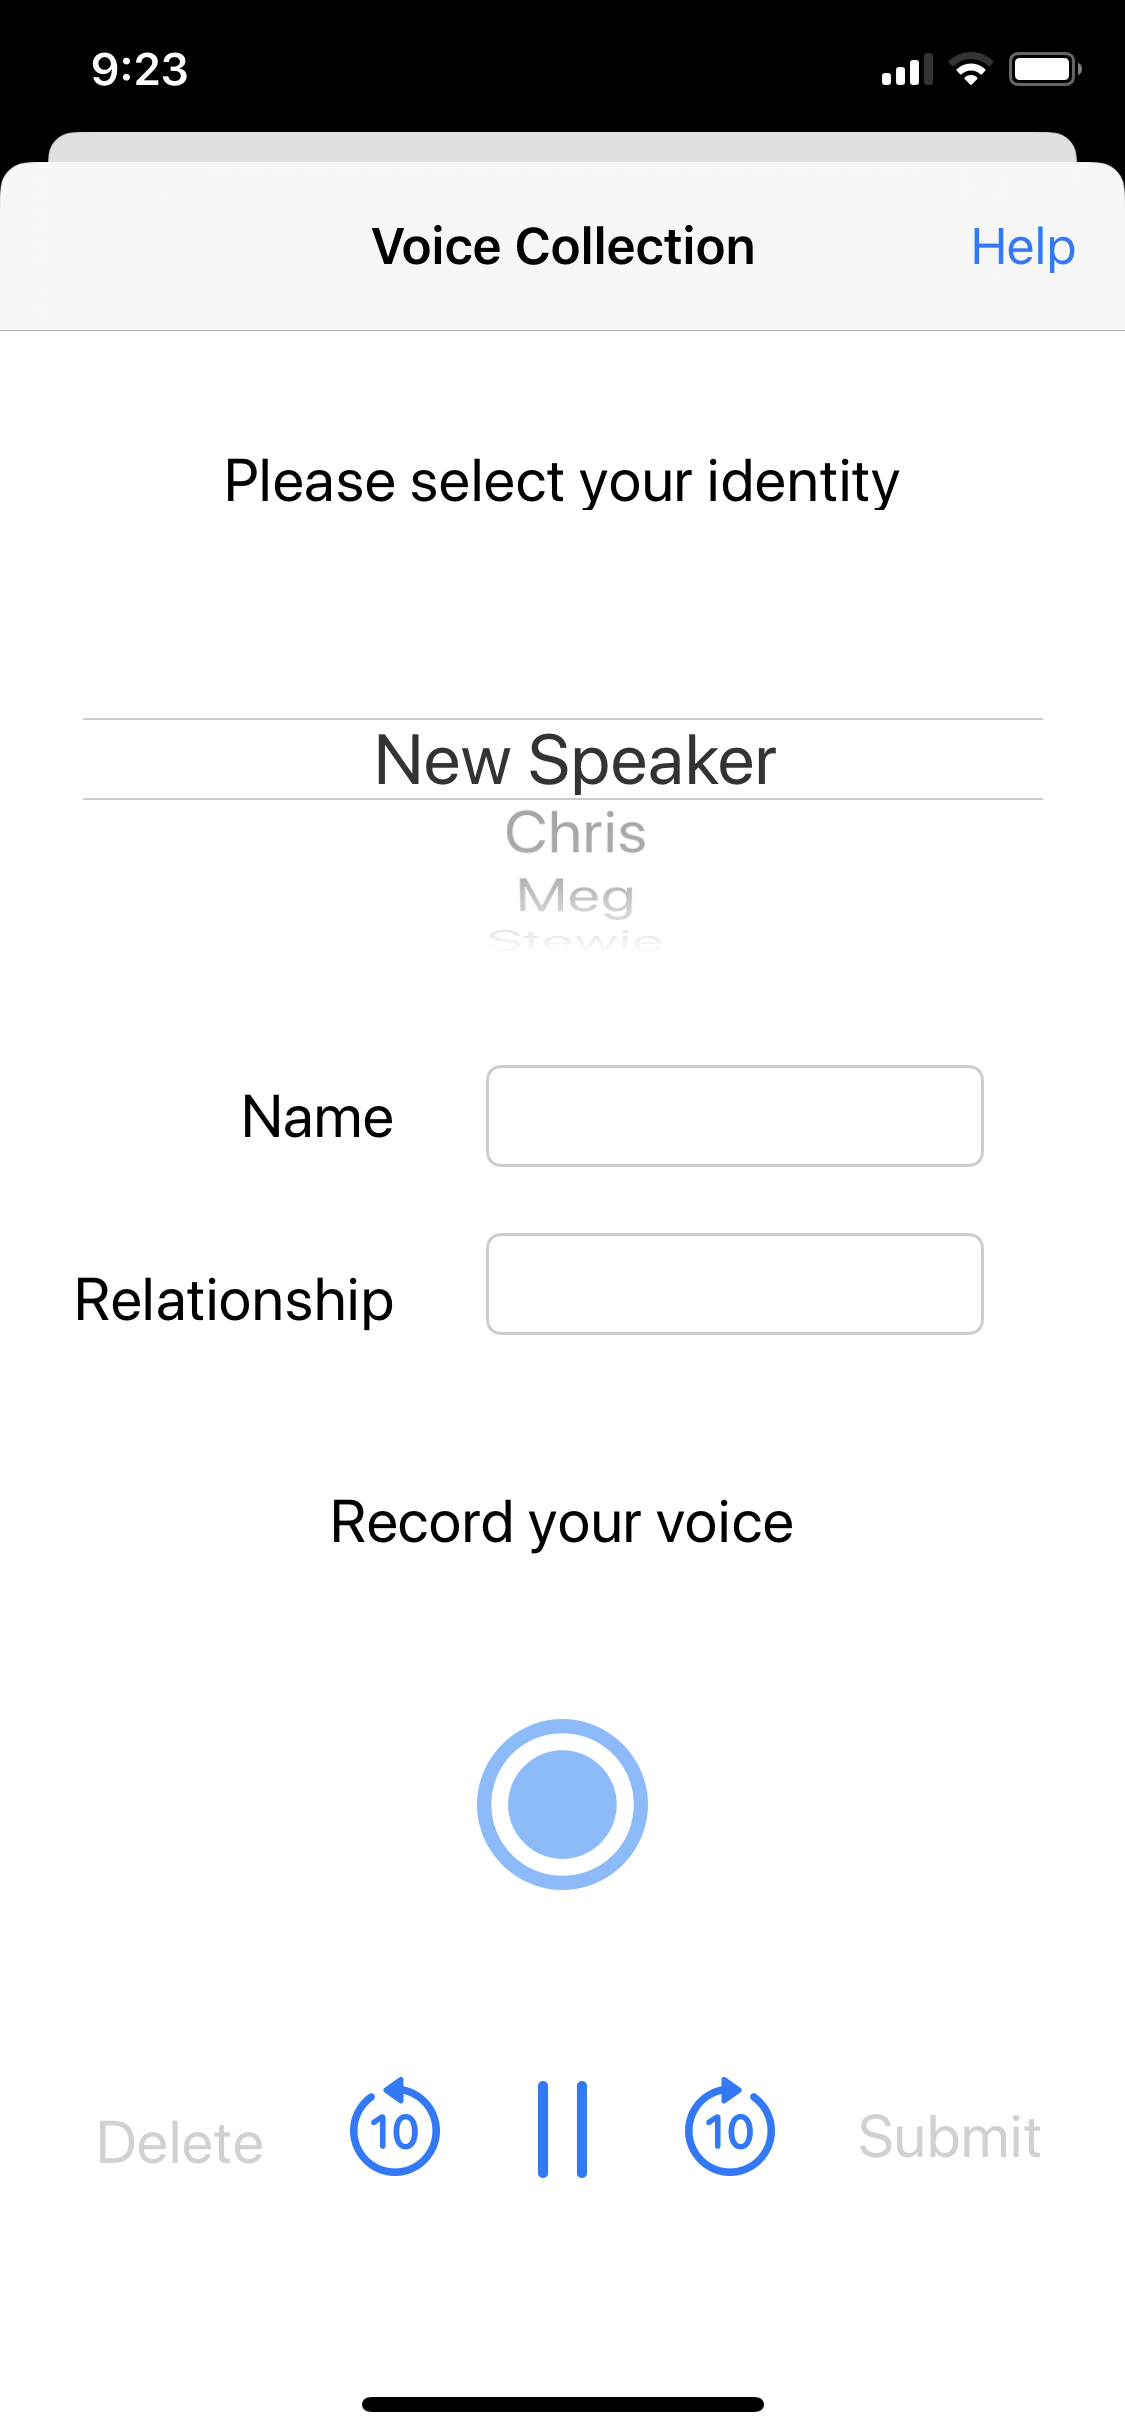 9:23
Voice Collection
Help
Please select your identity
New Speaker
Chris
Meg
Stewie
Name
Relationship
Record your voice
Delete
10
10
Submit